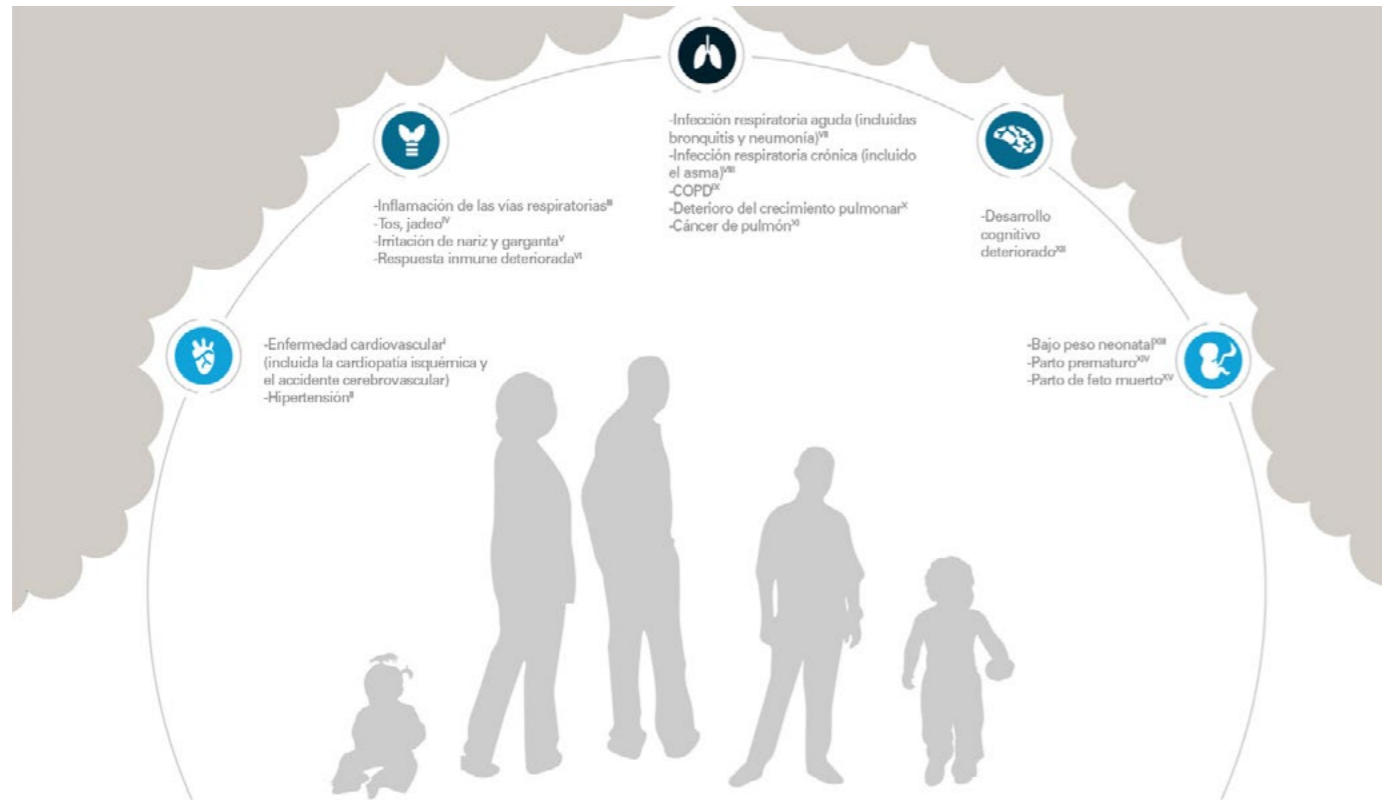 -Infección respiratoria aguda (incluidas
bronquitis y neumonía)VII
-Infección respiratoria crónica (incluido
el asma)VIII
-COPDIX
-Deterioro del crecimiento pulmonarX
-Cáncer de pulmónXI
-Inflamación de las vías respiratoriasIII
-Tos, jadeoIV
-Irritación de nariz y gargantaV
-Respuesta inmune deterioradaVI
-Desarrollo
cognitivo
deterioradoXII
-Enfermedad cardiovascularI
(incluida la cardiopatía isquémica y
el accidente cerebrovascular)
-HipertensiónII
-Bajo peso neonatalXIII
-Parto prematuroXIV
-Parto de feto muertoXV